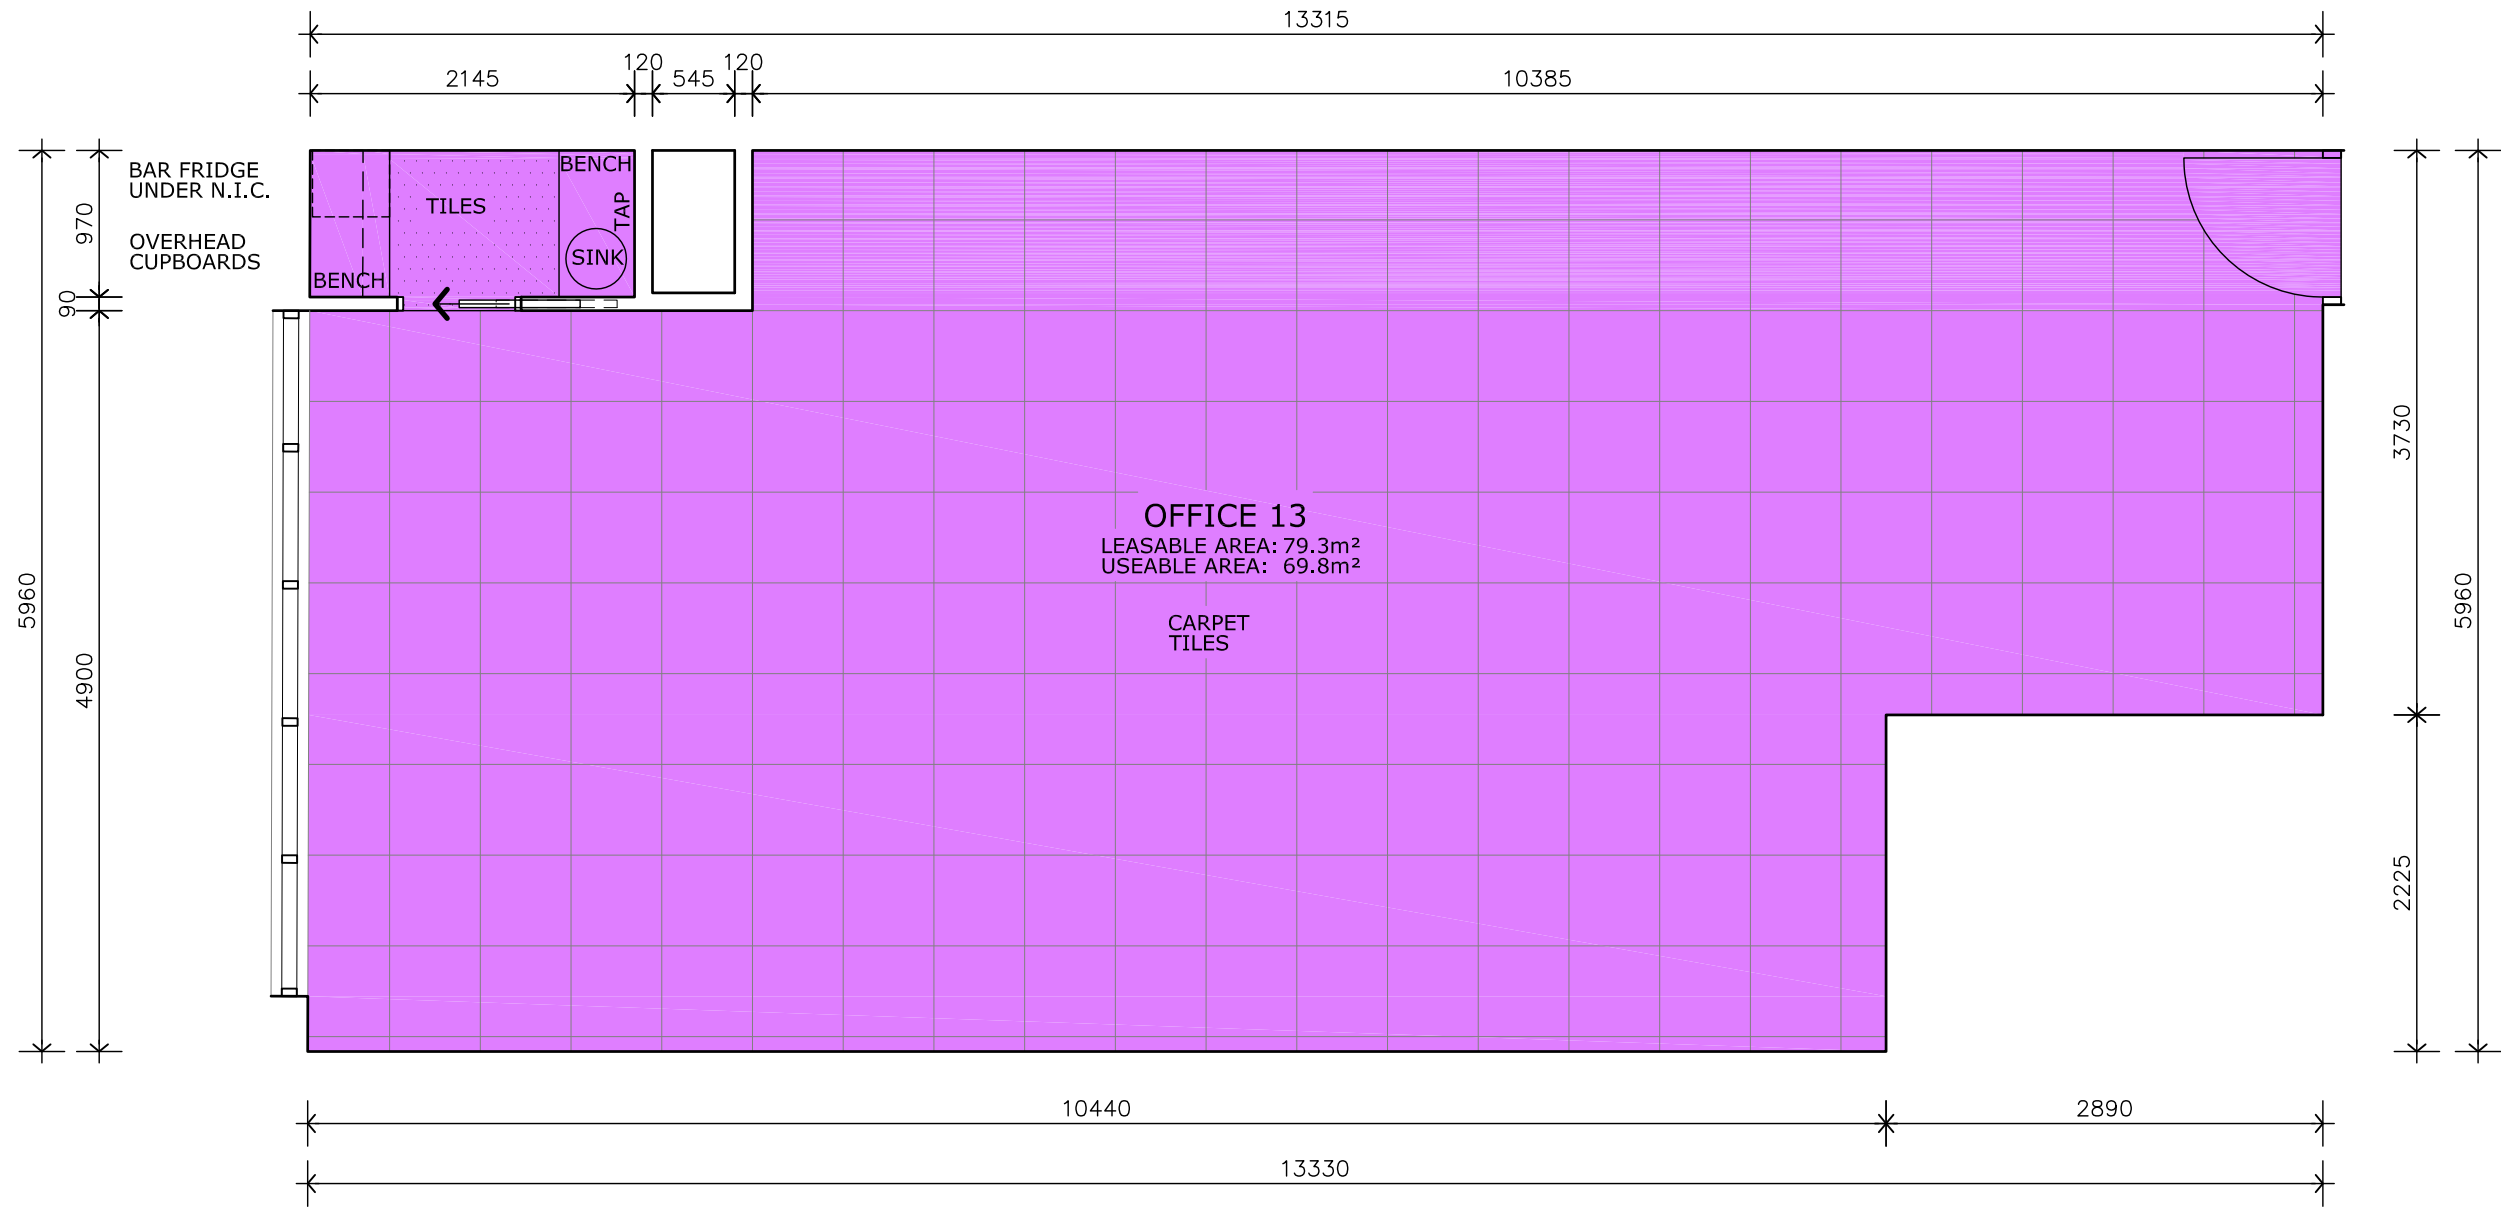 13315
120
120
2145
545
10385
BAR FRIDGE
UNDER N.I.C.
OVERHEAD
CUPBOARDS
BENCH
TILES
TAP
SINK
BENCH
970
90
4900
5960
OFFICE 13
LEASABLE AREA: 79.3m²
USEABLE AREA: 69.8m²
CARPET
TILES
3730
2225
5960
10440
2890
13330